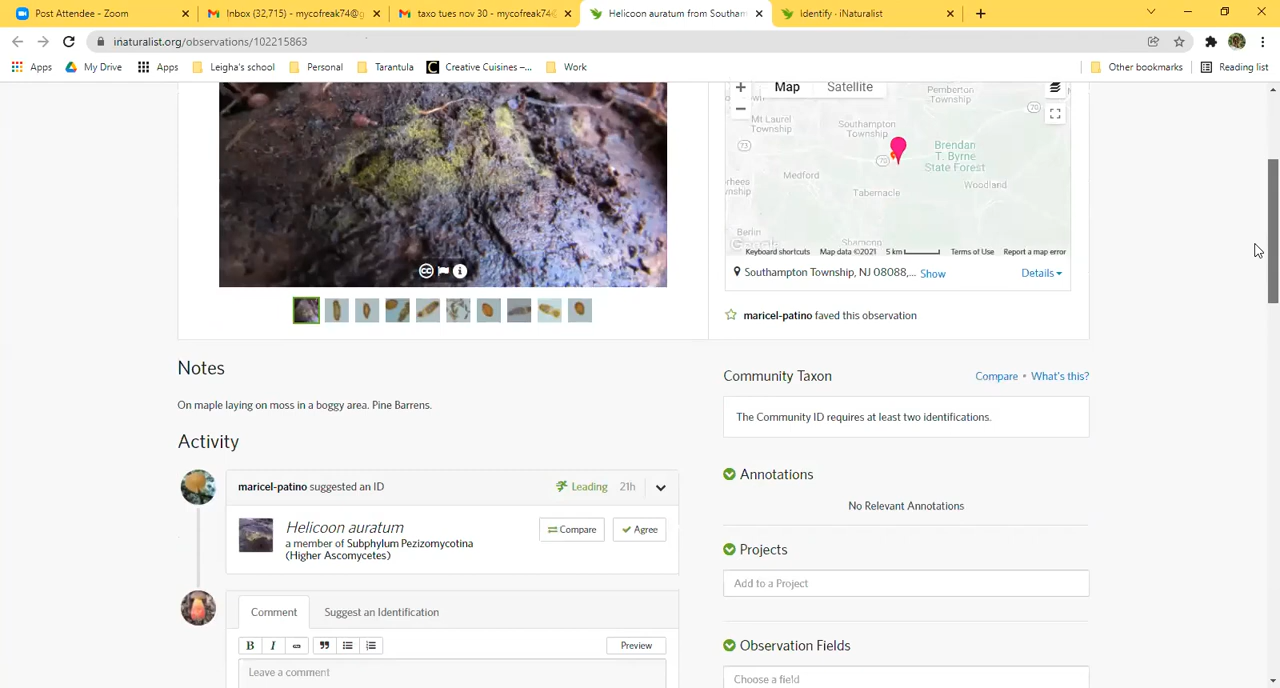 Post Attendee - Zoom
Inbox (32,715) - mycofreak74@g
taxo tues nov 30 - mycofreak74@
Helicoon auratum from Southam
Identify · iNaturalist
inaturalist.org/observations/102215863
Apps
My Drive
Apps
Leigha's school
Personal
Tarantula
Creative Cuisines –...
Work
Other bookmarks
Reading list
Map
Satellite
Pemberton
Township
Mt Laurel
Township
Southampton
Township
70
73
Brendan
T. Byrne
State Forest
70
Medford
Tabernacle
Woodland
rhees
nship
Berlin
Shamong
Google
Keyboard shortcuts
Map data ©2021
5 km
Terms of Use
Report a map error
Southampton Township, NJ 08088,...
Show
Details
maricel-patino faved this observation
Notes
On maple laying on moss in a boggy area. Pine Barrens.
Activity
maricel-patino suggested an ID
Leading
21h
Helicoon auratum
a member of Subphylum Pezizomycotina
(Higher Ascomycetes)
Compare
Agree
Comment
Suggest an Identification
B
I
Preview
Leave a comment
Community Taxon
Compare • What's this?
The Community ID requires at least two identifications.
Annotations
No Relevant Annotations
Projects
Add to a Project
Observation Fields
Choose a field